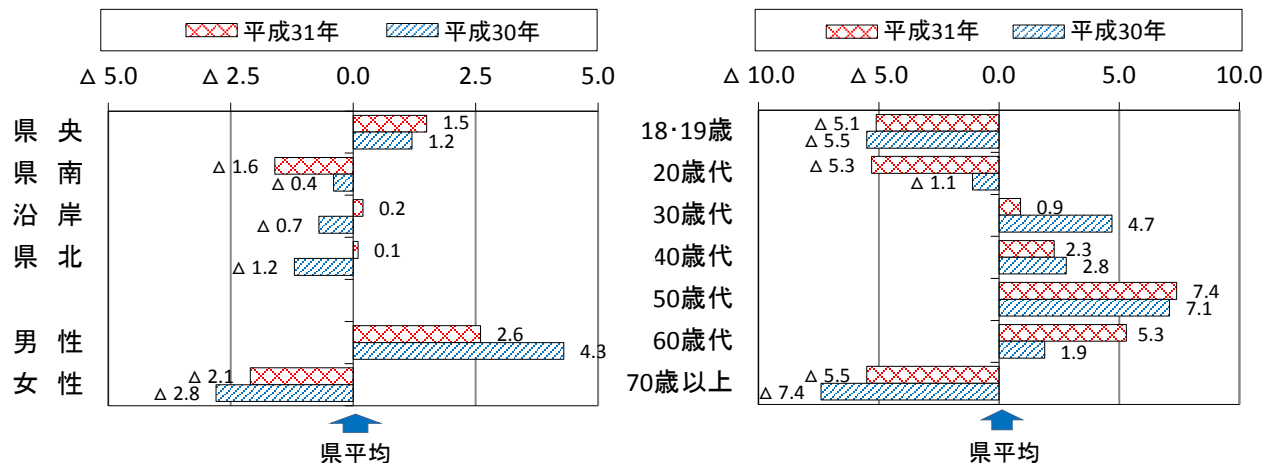 平成31年 平成30年
△ 5.0 △ 2.5 0.0 2.5 5.0
県 央 1.5
1.2
県 南 △ 1.6
△ 0.4
沿 岸 0.2
△ 0.7
県 北 0.1
△ 1.2
男 性 2.6
4.3
女 性 △ 2.1
△ 2.8
県平均
平成31年 平成30年
△ 10.0 △ 5.0 0.0 5.0 10.0
18･19歳 △ 5.1
△ 5.5
20歳代 △ 5.3
△ 1.1
30歳代 0.9
4.7
40歳代 2.3
2.8
50歳代 7.4
7.1
60歳代 5.3
1.9
70歳以上 △ 5.5
△ 7.4
県平均